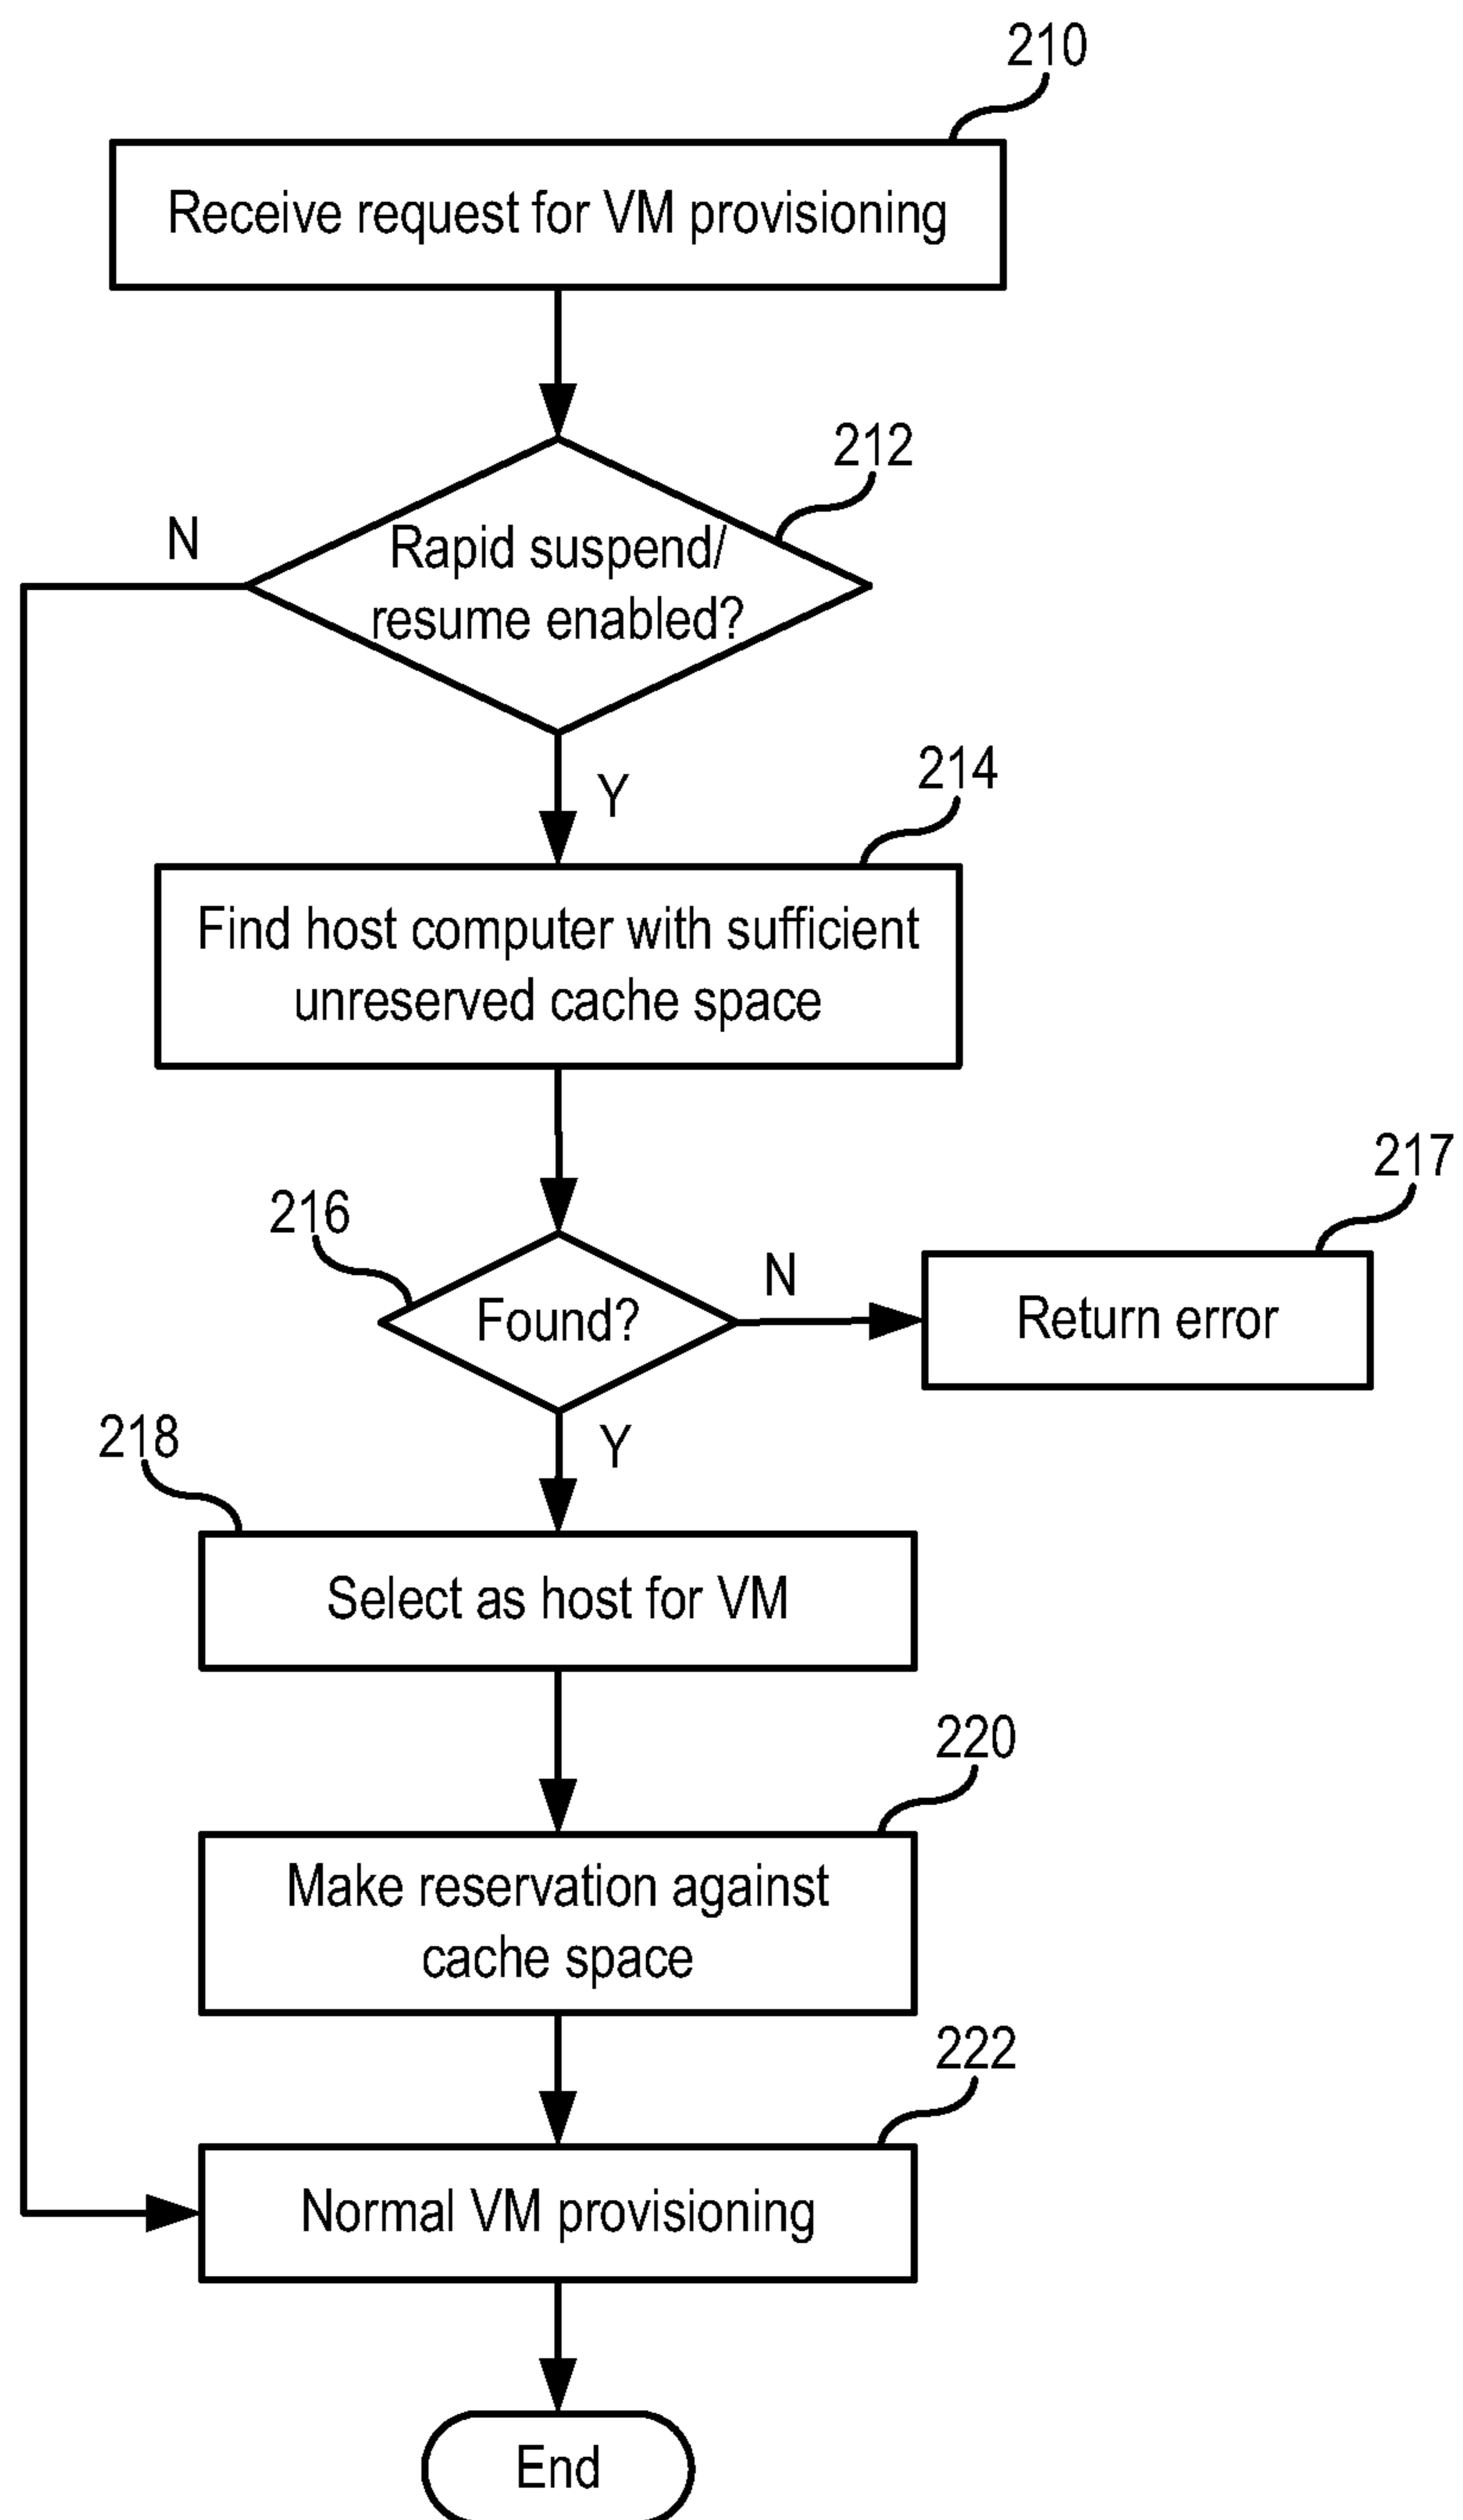 210
Receive request for VM provisioning
212
N
Rapid suspend/
resume enabled?
Y
214
Find host computer with sufficient
unreserved cache space
216
Found?
N
217
Return error
Y
218
Select as host for VM
220
Make reservation against
cache space
222
Normal VM provisioning
End